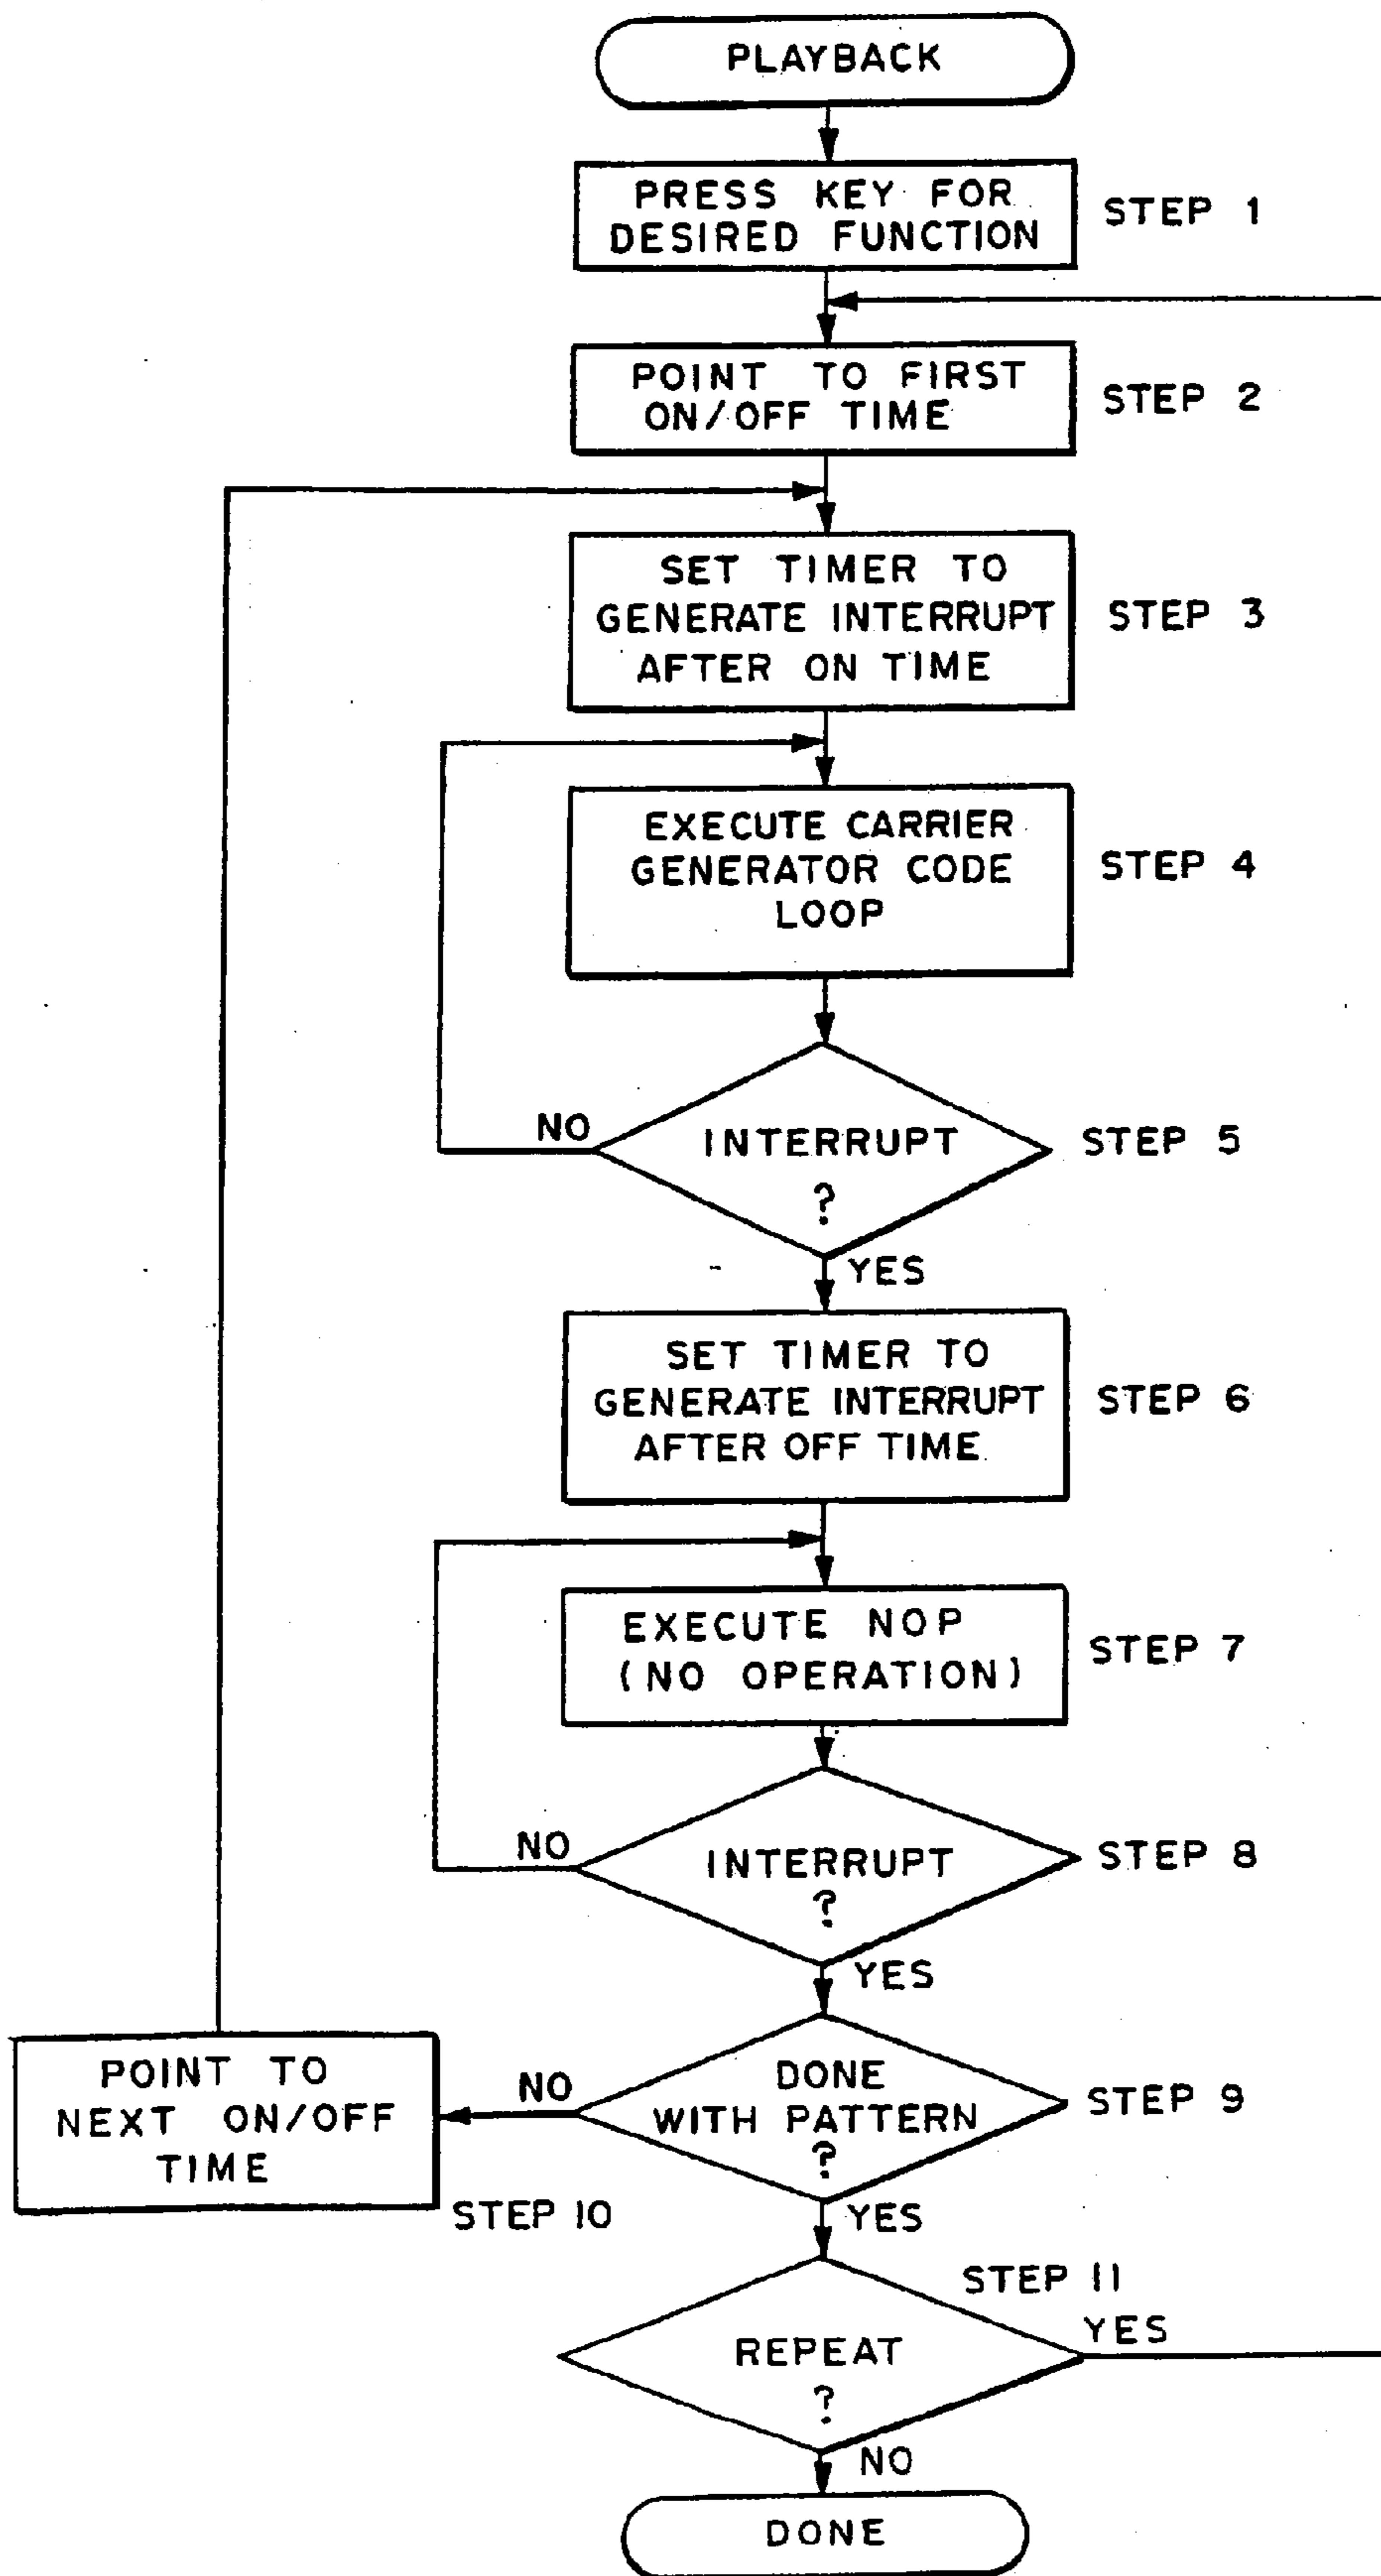 PLAYBACK
PRESS KEY FOR
DESIRED FUNCTION
STEP 1
POINT TO FIRST
ON/OFF TIME
STEP 2
SET TIMER TO
GENERATE INTERRUPT
AFTER ON TIME
STEP 3
EXECUTE CARRIER
GENERATOR CODE
LOOP
STEP 4
NO
INTERRUPT
?
STEP 5
YES
SET TIMER TO
GENERATE INTERRUPT
AFTER OFF TIME
STEP 6
EXECUTE NOP
(NO OPERATION)
STEP 7
NO
INTERRUPT
?
STEP 8
YES
DONE
WITH PATTERN
?
STEP 9
NO
POINT TO
NEXT ON/OFF
TIME
STEP 10
YES
STEP 11
REPEAT
?
YES
NO
DONE